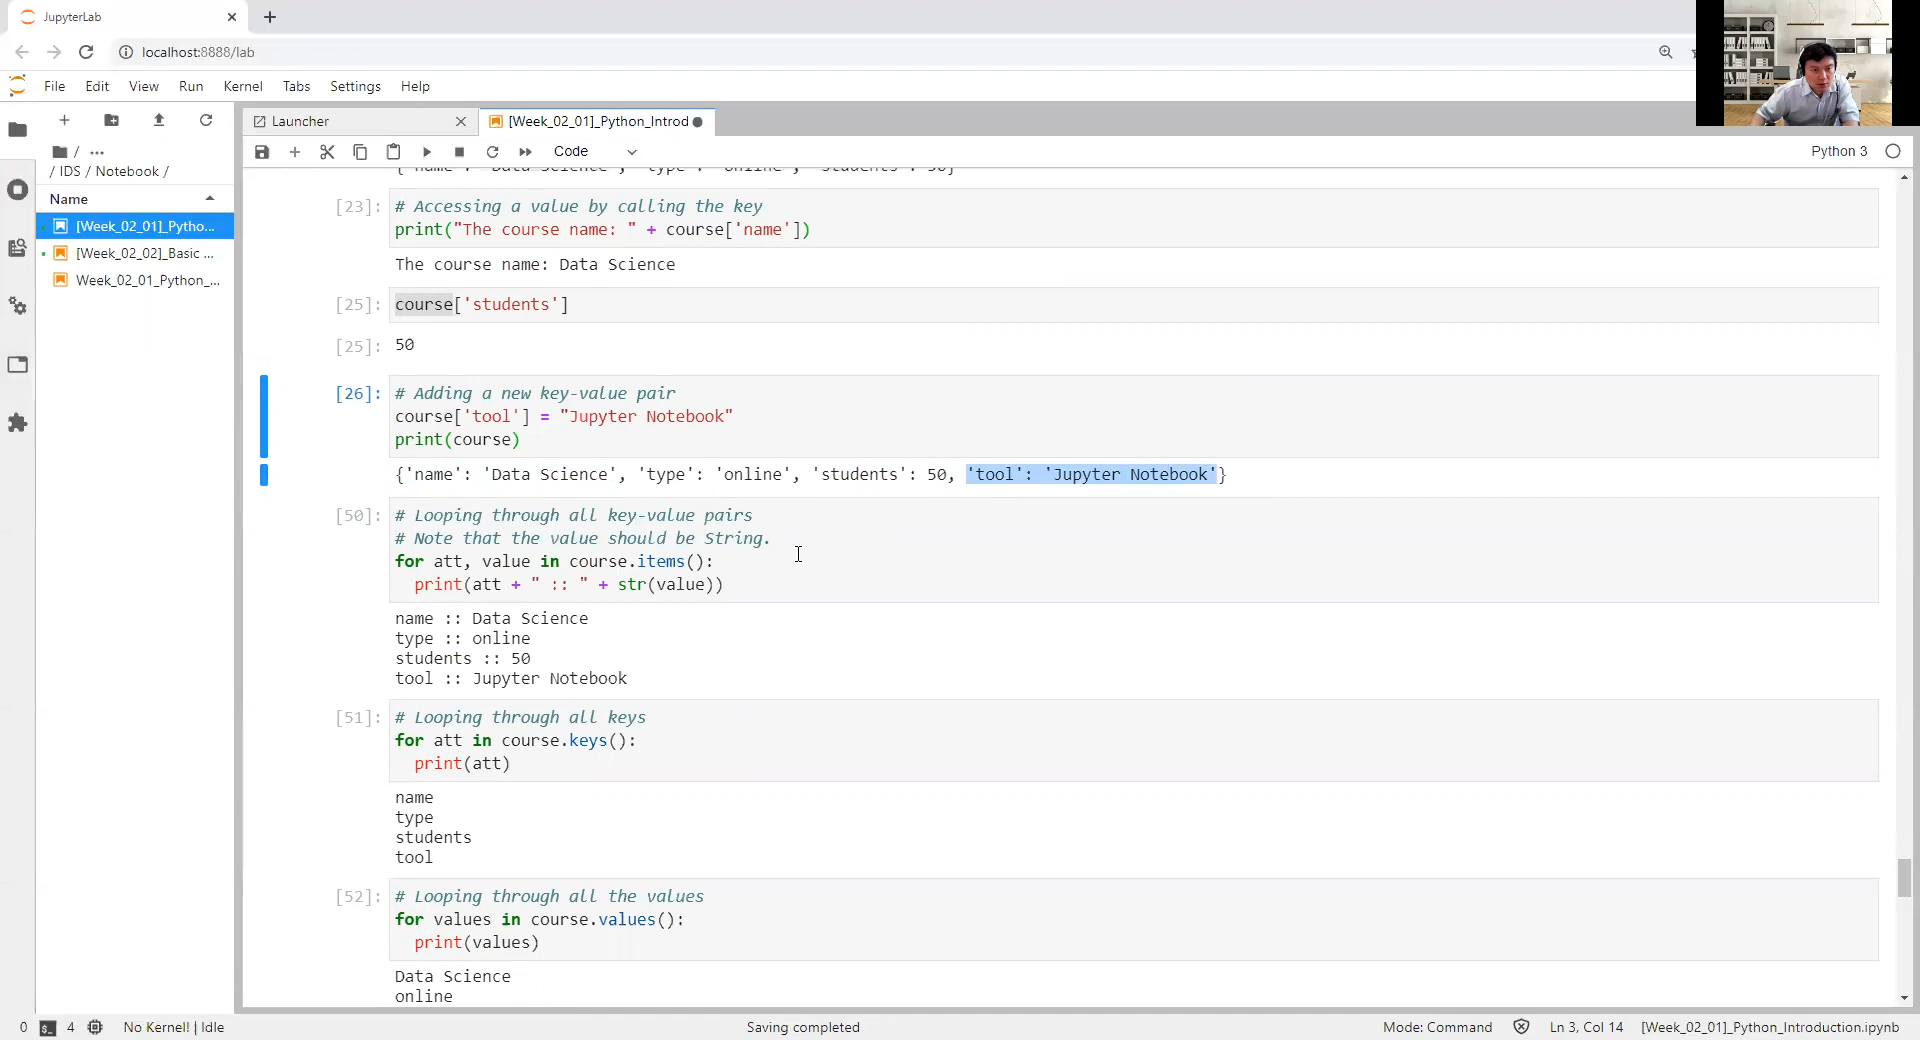 JupyterLab
localhost:8888/lab
File Edit View Run Kernel Tabs Settings Help
Launcher
[Week_02_01]_Python_Introd
/ ...
/ IDS / Notebook /
Code
Python 3
Name
[Week_02_01]_Pytho...
[Week_02_02]_Basic ...
Week_02_01_Python_...
[23]: # Accessing a value by calling the key
print("The course name: " + course['name'])
The course name: Data Science
[25]: course['students']
[25]: 50
[26]: # Adding a new key-value pair
course['tool'] = "Jupyter Notebook"
print(course)
{'name': 'Data Science', 'type': 'online', 'students': 50, 'tool': 'Jupyter Notebook'}
[50]: # Looping through all key-value pairs
# Note that the value should be String.
for att, value in course.items():
print(att + " :: " + str(value))
name :: Data Science
type :: online
students :: 50
tool :: Jupyter Notebook
[51]: # Looping through all keys
for att in course.keys():
print(att)
name
type
students
tool
[52]: # Looping through all the values
for values in course.values():
print(values)
Data Science
online
0 4 No Kernel! | Idle
Saving completed
Mode: Command Ln 3, Col 14 [Week_02_01]_Python_Introduction.ipynb